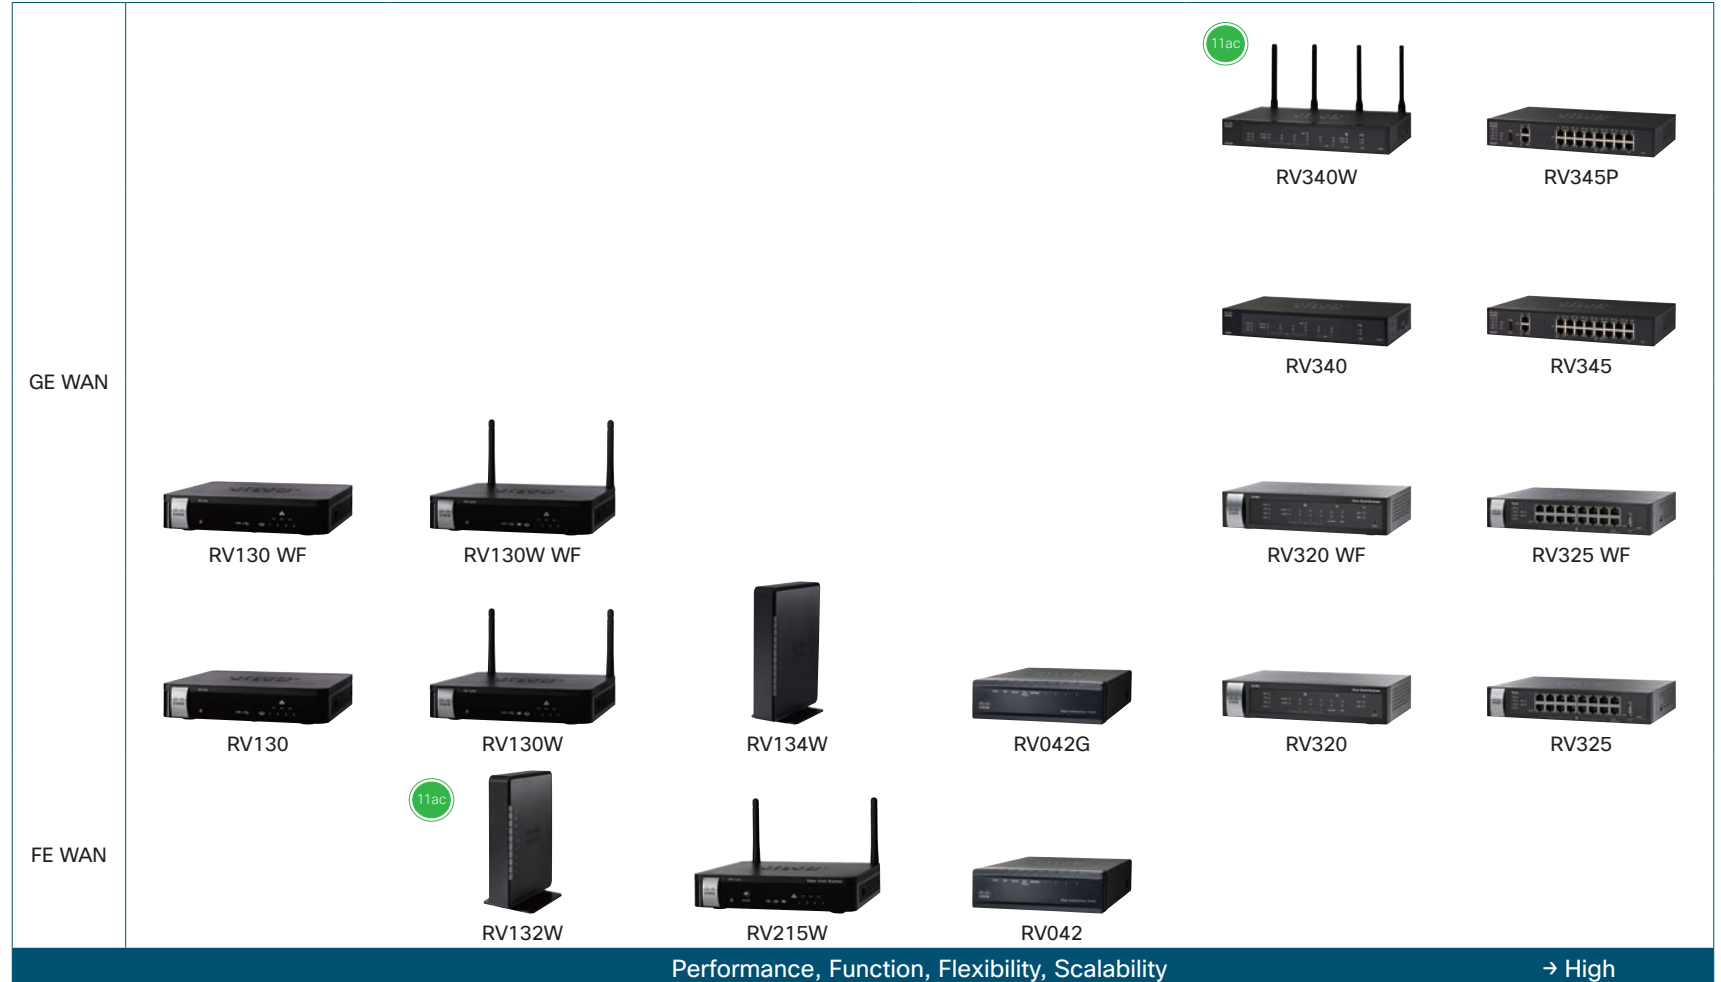 11ac
RV340W RV345P
RV340 RV345
GE WAN
RV130 WF RV130W WF RV320 WF RV325 WF
RV130 RV130W RV134W RV042G RV320 RV325
11ac
FE WAN
RV132W RV215W RV042
Performance, Function, Flexibility, Scalability → High